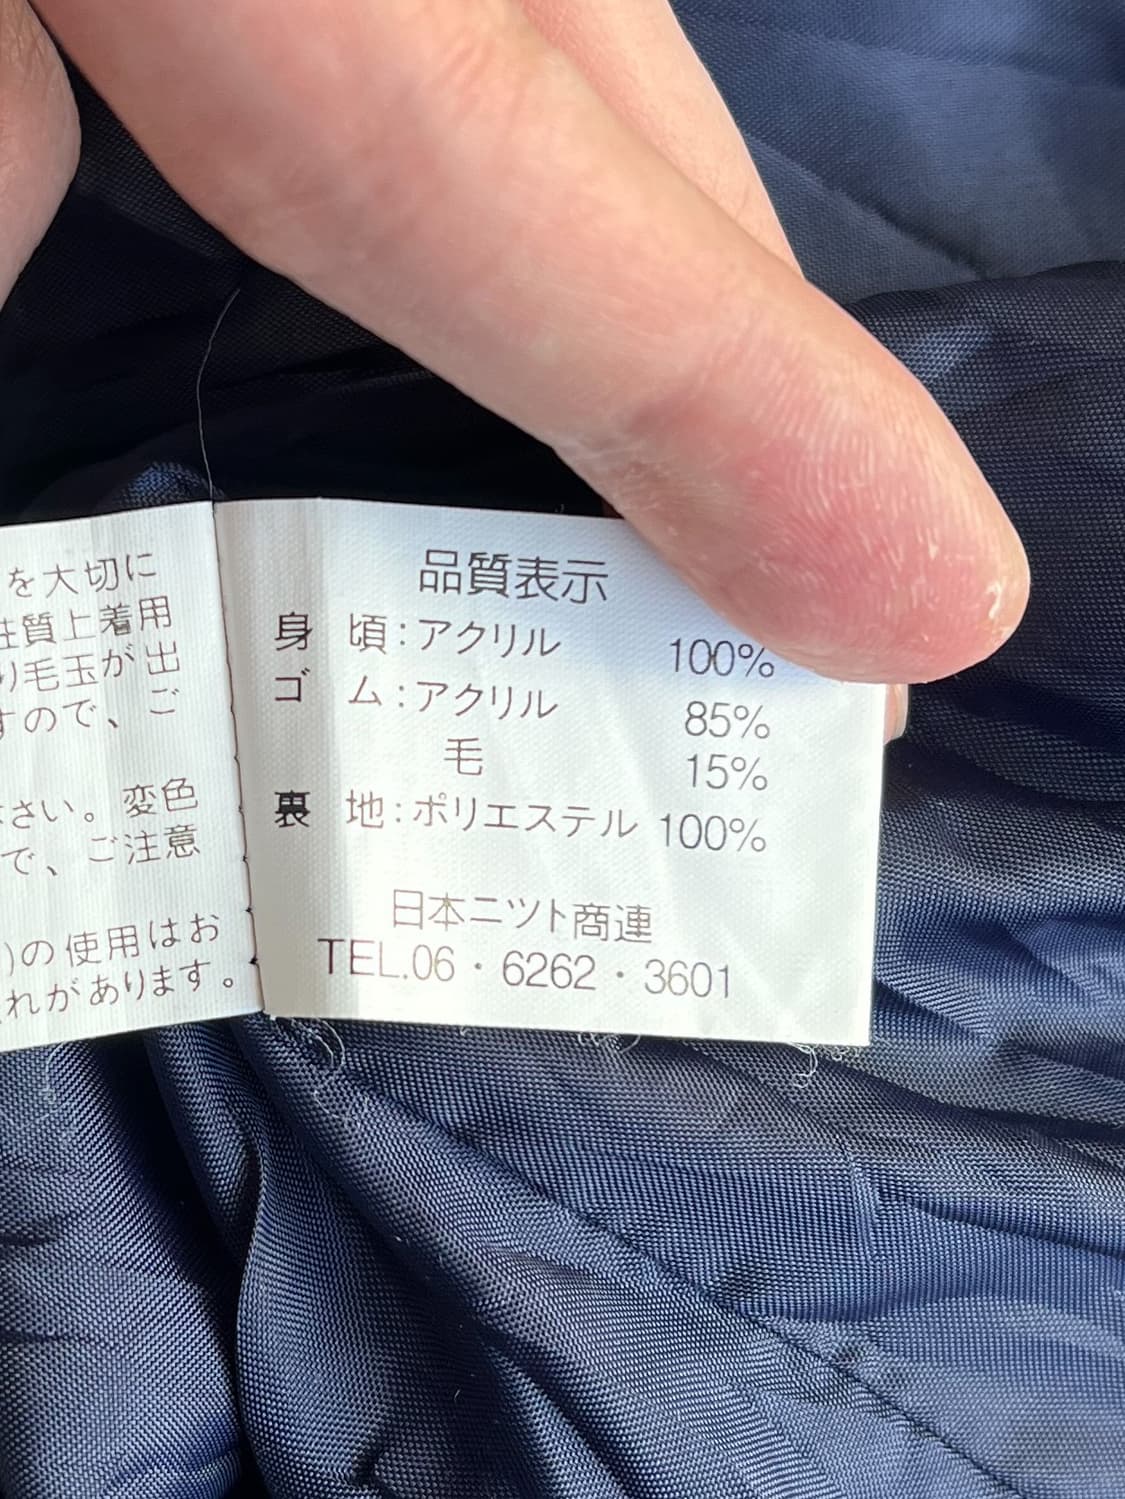 を大切に
性質上着用
り毛玉が出
すので、ご
さい。変色
で、ご注意
)の使用はお
れがあります。
品質表示
身 頃:アクリル 100%
ゴ ム:アクリル 85%
毛 15%
裏 地:ポリエステル 100%
日本ニツト商連
TEL.06・6262・3601